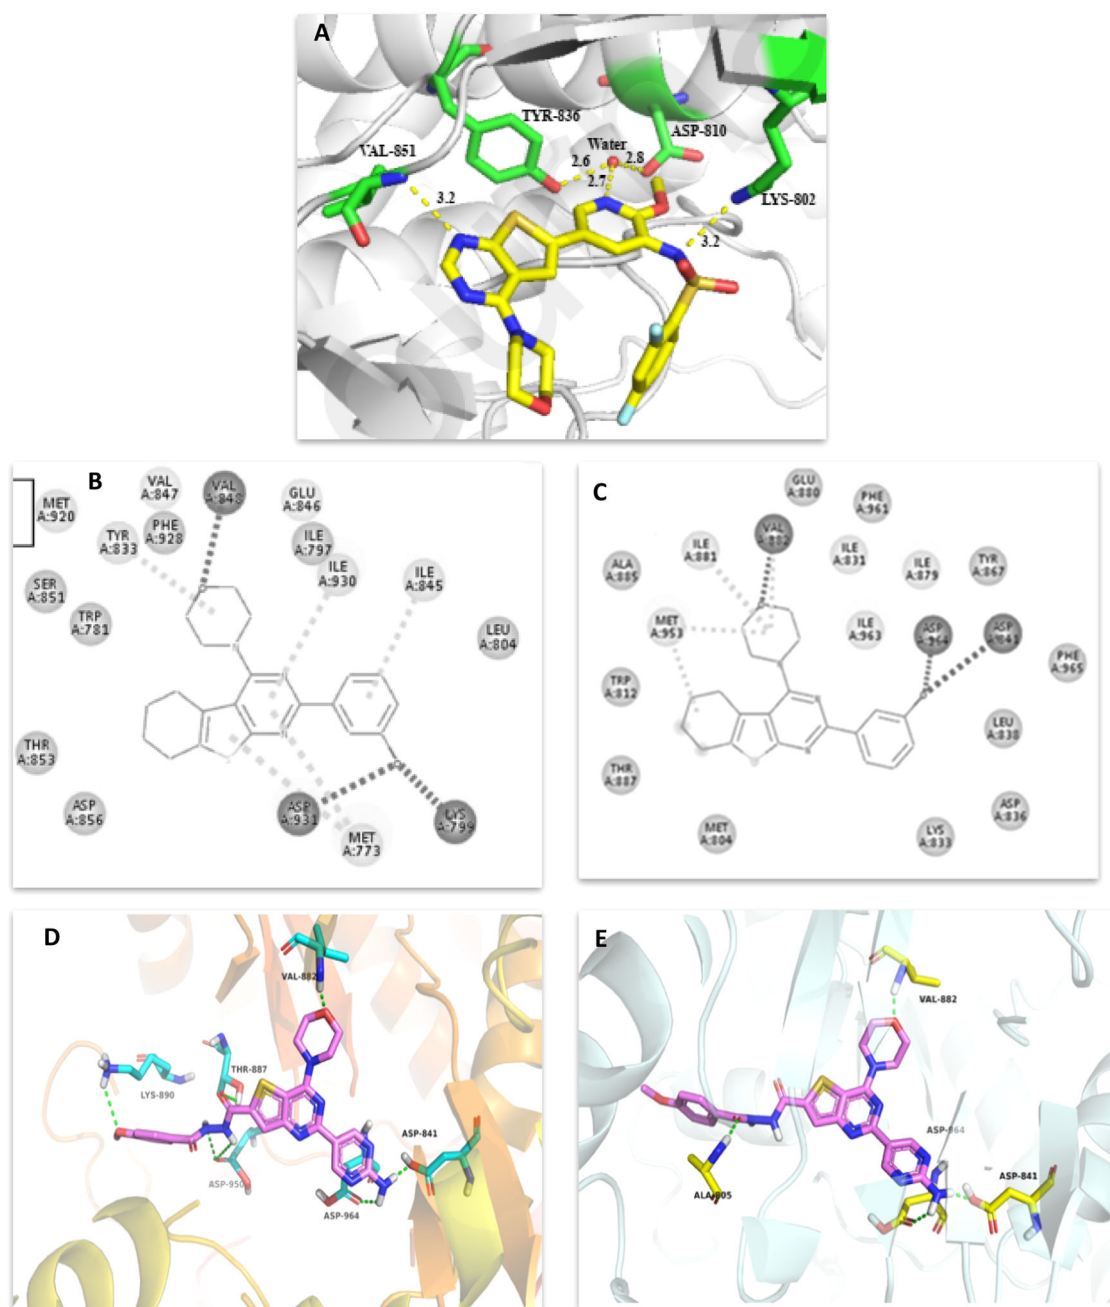 A
TYR-836
ASP-810
Water
VAL-851
2.6
2.8
2.7
3.2
LYS-802
3.2
B
VAL
A:847
VAL
A:848
GLU
A:846
MET
A:920
TYR
A:833
PHE
A:928
ILE
A:797
ILE
A:930
ILE
A:845
SER
A:851
TRP
A:781
LEU
A:804
N
N
N
THR
A:853
ASP
A:856
ASP
A:931
LYS
A:799
MET
A:773
C
GLU
A:880
PHE
A:961
VAL
A:882
ILE
A:881
ILE
A:831
ILE
A:879
TYR
A:867
ALA
A:885
MET
A:953
ILE
A:963
ASP
A:964
ASP
A:841
PHE
A:965
TRP
A:812
LEU
A:838
THR
A:887
ASP
A:836
MET
A:804
LYS
A:833
D
VAL-882
THR-887
LYS-890
ASP-841
ASP-950
ASP-964
E
VAL-882
ASP-964
ASP-841
ALA-805